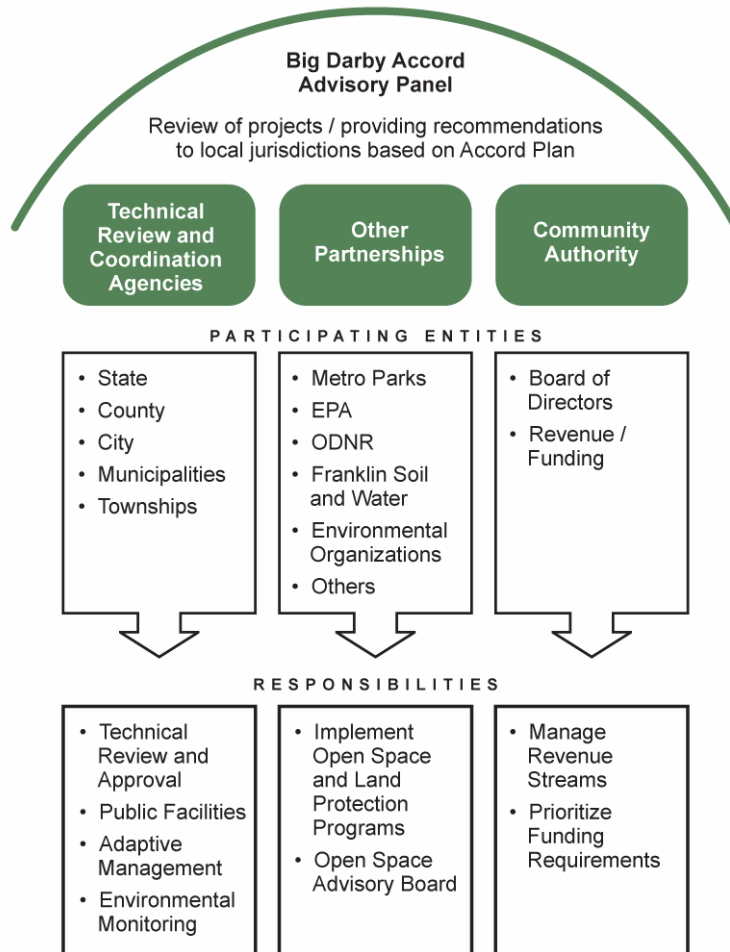 Big Darby Accord
Advisory Panel
Review of projects / providing recommendations
to local jurisdictions based on Accord Plan
Technical
Review and
Coordination
Agencies
Other
Partnerships
Community
Authority
PARTICIPATING ENTITIES
• State
• County
• City
• Municipalities
• Townships
• Metro Parks
• EPA
• ODNR
• Franklin Soil
and Water
• Environmental
Organizations
• Others
• Board of
Directors
• Revenue /
Funding
RESPONSIBILITIES
• Technical
Review and
Approval
• Public Facilities
• Adaptive
Management
• Environmental
Monitoring
• Implement
Open Space
and Land
Protection
Programs
• Open Space
Advisory Board
• Manage
Revenue
Streams
• Prioritize
Funding
Requirements